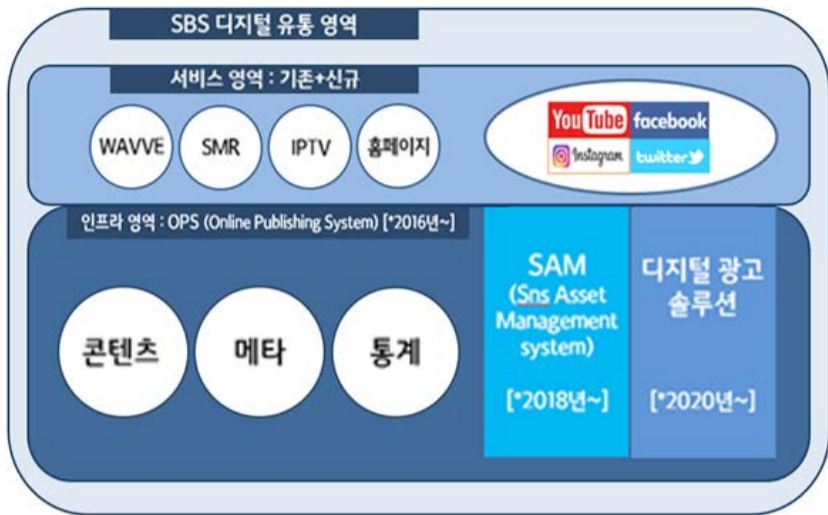 SBS 디지털 유통 영역
서비스 영역 : 기존+신규
WAVVE
SMR
IPTV
홈페이지
YouTube
facebook
Instagram
twitter
인프라 영역 : OPS (Online Publishing System) [*2016년~]
콘텐츠
메타
통계
SAM
(Sns Asset
Management
system)
[*2018년~]
디지털 광고
솔루션
[*2020년~]